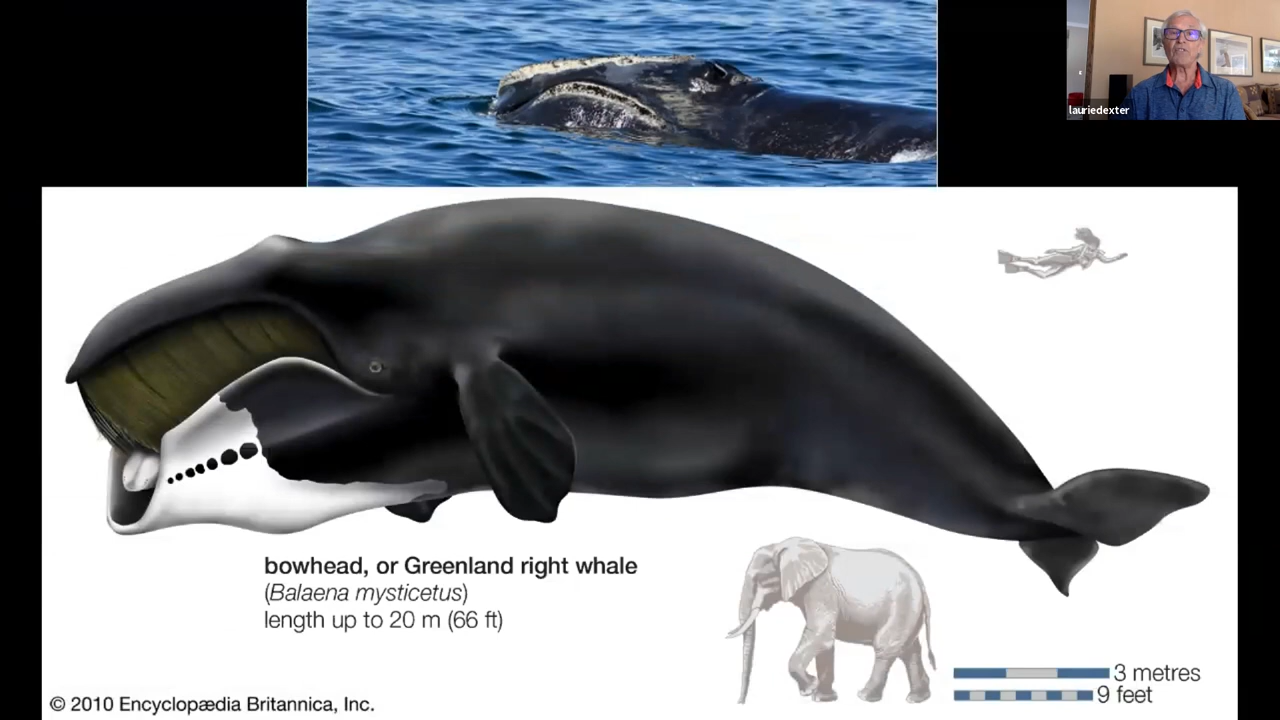 lauriedexter
bowhead, or Greenland right whale
(Balaena mysticetus)
length up to 20 m (66 ft)
3 metres
9 feet
© 2010 Encyclopædia Britannica, Inc.